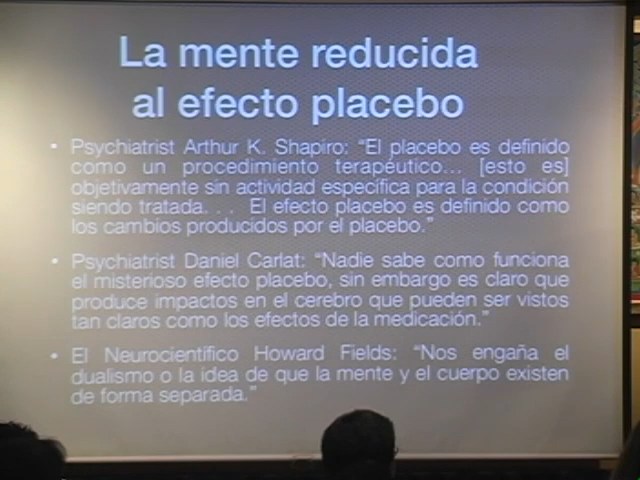 La mente reducida
al efecto placebo
• Psychiatrist Arthur K. Shapiro: “El placebo es definido
como un procedimiento terapéutico... [esto es]
objetivamente sin actividad específica para la condición
siendo tratada. . . El efecto placebo es definido como
los cambios producidos por el placebo.”
• Psychiatrist Daniel Carlat: “Nadie sabe como funciona
el misterioso efecto placebo, sin embargo es claro que
produce impactos en el cerebro que pueden ser vistos
tan claros como los efectos de la medicación.”
• El Neurocientífico Howard Fields: “Nos engaña el
dualismo o la idea de que la mente y el cuerpo existen
de forma separada.”